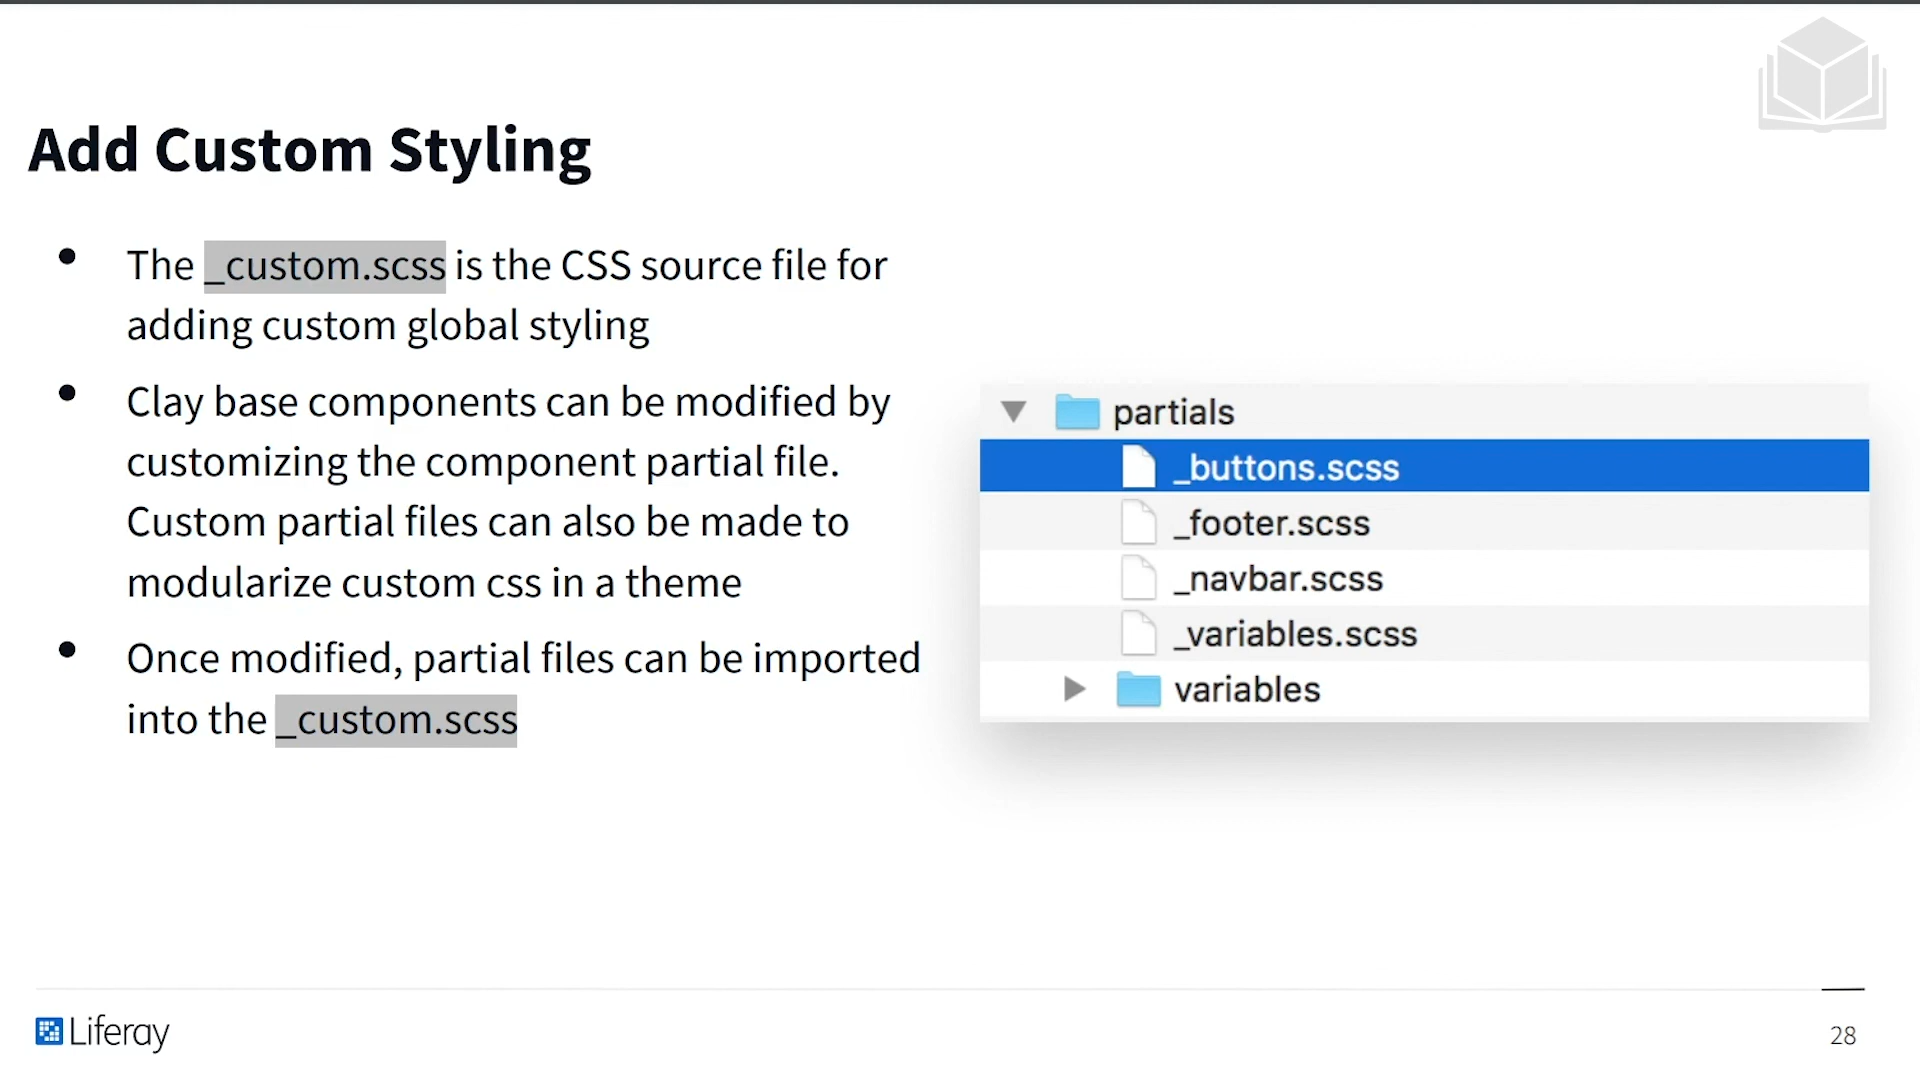 Add Custom Styling
• The _custom.scss is the CSS source file for
adding custom global styling
• Clay base components can be modified by
customizing the component partial file.
Custom partial files can also be made to
modularize custom css in a theme
• Once modified, partial files can be imported
into the _custom.scss
partials
_buttons.scss
_footer.scss
_navbar.scss
_variables.scss
variables
Liferay
28